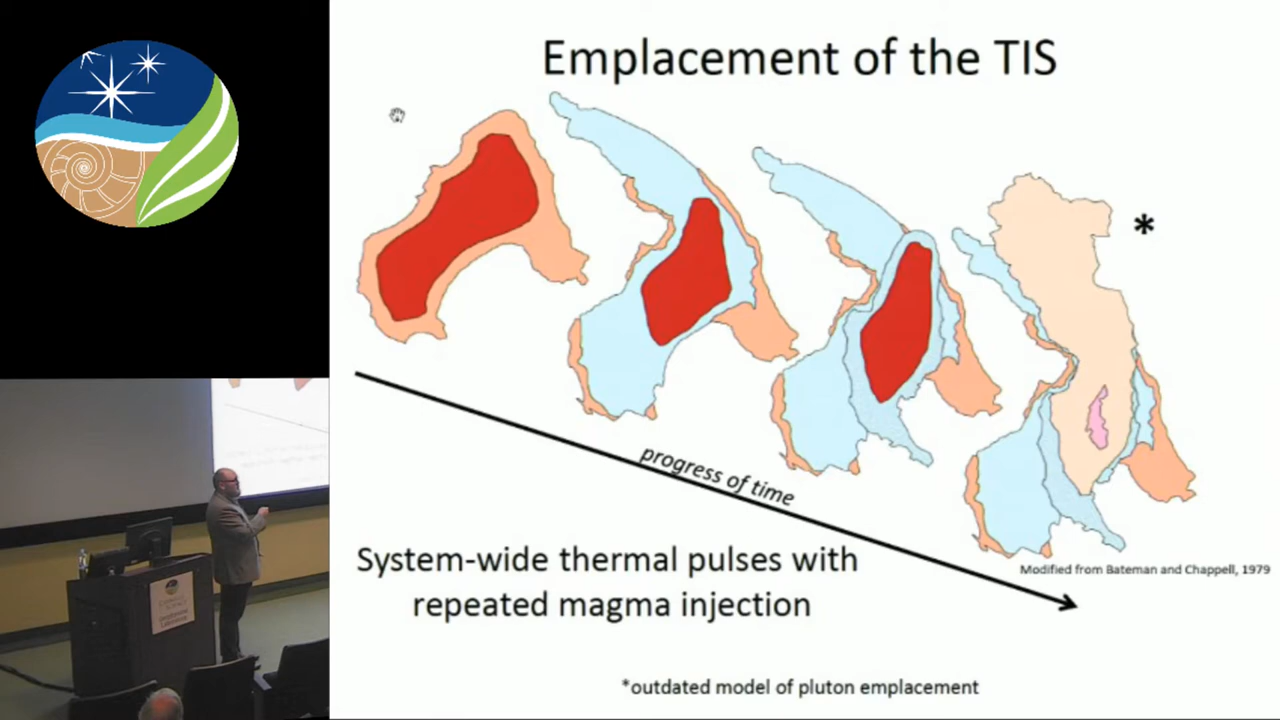 Emplacement of the TIS
*
progress of time
System-wide thermal pulses with
repeated magma injection
Modified from Bateman and Chappell, 1979
*outdated model of pluton emplacement